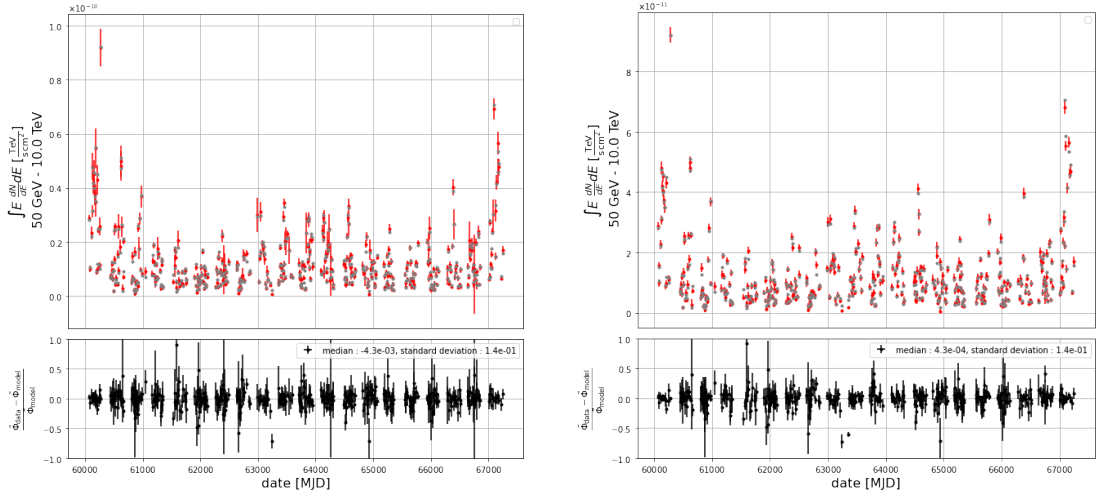 ×10⁻¹⁰
1.0
0.8
0.6
0.4
0.2
0.0
∫ E dN/dE dE [TeV / s cm²]
50 GeV - 10.0 TeV
1.0
0.5
0.0
−0.5
−1.0
Φ̃data − Φ̃model / Φ̃model
median : -4.3e-03, standard deviation : 1.4e-01
60000 61000 62000 63000 64000 65000 66000 67000
date [MJD]
×10⁻¹¹
8
6
4
2
0
∫ E dN/dE dE [TeV / s cm²]
50 GeV - 10.0 TeV
1.0
0.5
0.0
−0.5
−1.0
Φ̃data − Φ̃model / Φ̃model
median : 4.3e-04, standard deviation : 1.4e-01
60000 61000 62000 63000 64000 65000 66000 67000
date [MJD]